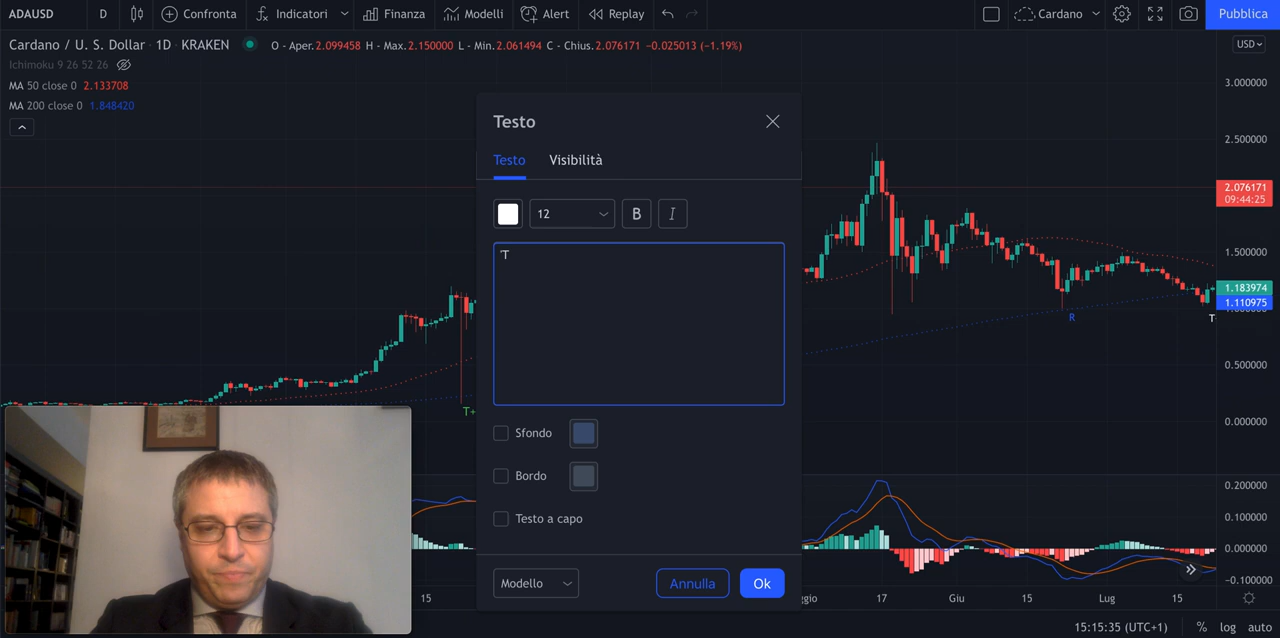 ADAUSD D Confronta Indicatori Finanza Modelli Alert Replay Cardano Pubblica
Cardano / U. S. Dollar · 1D · KRAKEN O - Aper.2.099458 H - Max.2.150000 L - Min.2.061494 C - Chius.2.076171 -0.025013 (-1.19%)
USD
Ichimoku 9 26 52 26
MA 50 close 0 2.133708
MA 200 close 0 1.848420
Testo
Testo Visibilità
12 B I
T
Sfondo
Bordo
Testo a capo
Modello Annulla Ok
3.000000
2.500000
2.076171
09:44:25
1.500000
1.183974
1.110975
0.500000
0.000000
R
T
T+
0.200000
0.100000
0.000000
-0.100000
15 ggio 17 Giu 15 Lug 15
15:15:35 (UTC+1) % log auto